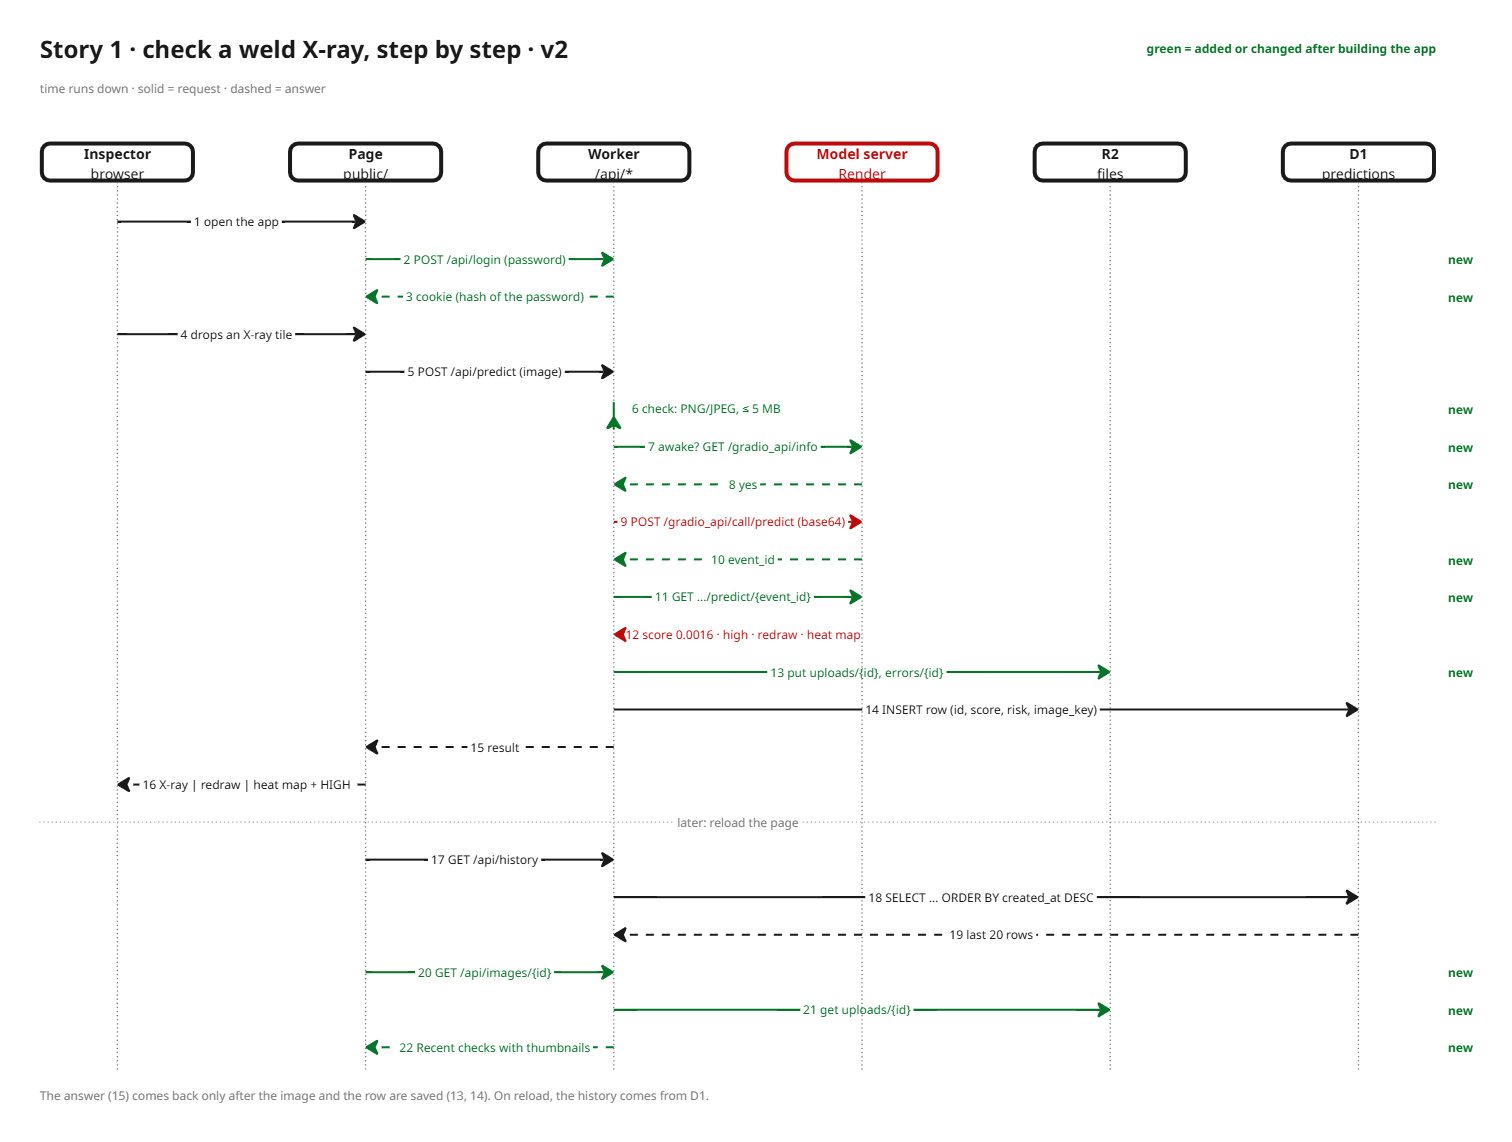 Story 1 · check a weld X-ray, step by step · v2
green = added or changed after building the app
time runs down · solid = request · dashed = answer
Inspector
browser
Page
public/
Worker
/api/*
Model server
Render
R2
files
D1
predictions
1 open the app
2 POST /api/login (password)
new
3 cookie (hash of the password)
new
4 drops an X-ray tile
5 POST /api/predict (image)
6 check: PNG/JPEG, ≤ 5 MB
new
7 awake? GET /gradio_api/info
new
8 yes
new
9 POST /gradio_api/call/predict (base64)
10 event_id
new
11 GET …/predict/{event_id}
new
12 score 0.0016 · high · redraw · heat map
13 put uploads/{id}, errors/{id}
new
14 INSERT row (id, score, risk, image_key)
15 result
16 X-ray | redraw | heat map + HIGH
later: reload the page
17 GET /api/history
18 SELECT … ORDER BY created_at DESC
19 last 20 rows
20 GET /api/images/{id}
new
21 get uploads/{id}
new
22 Recent checks with thumbnails
new
The answer (15) comes back only after the image and the row are saved (13, 14). On reload, the history comes from D1.